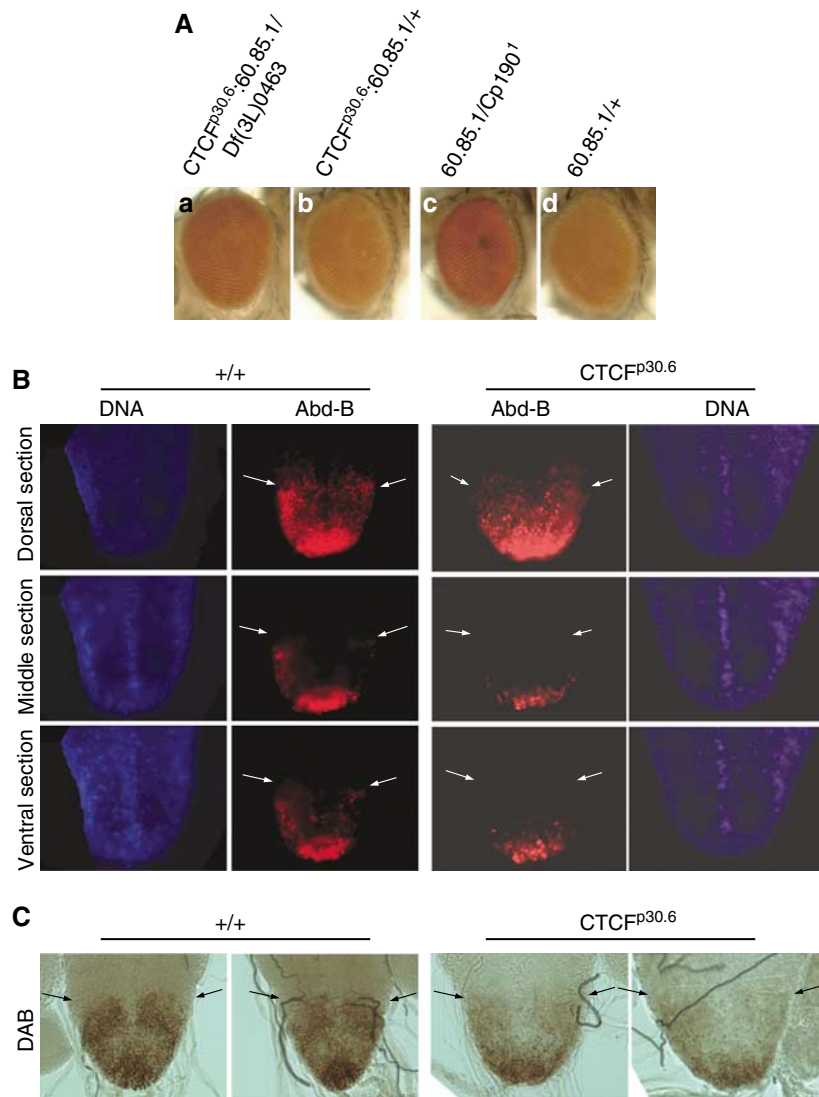 A
CTCFp30.6:60.85.1/
Df(3L)0463
CTCFp30.6:60.85.1/+
60.85.1/Cp190¹
60.85.1/+
a
b
c
d
B
+/+
CTCFp30.6
DNA
Abd-B
Abd-B
DNA
Dorsal section
Middle section
Ventral section
C
+/+
CTCFp30.6
DAB